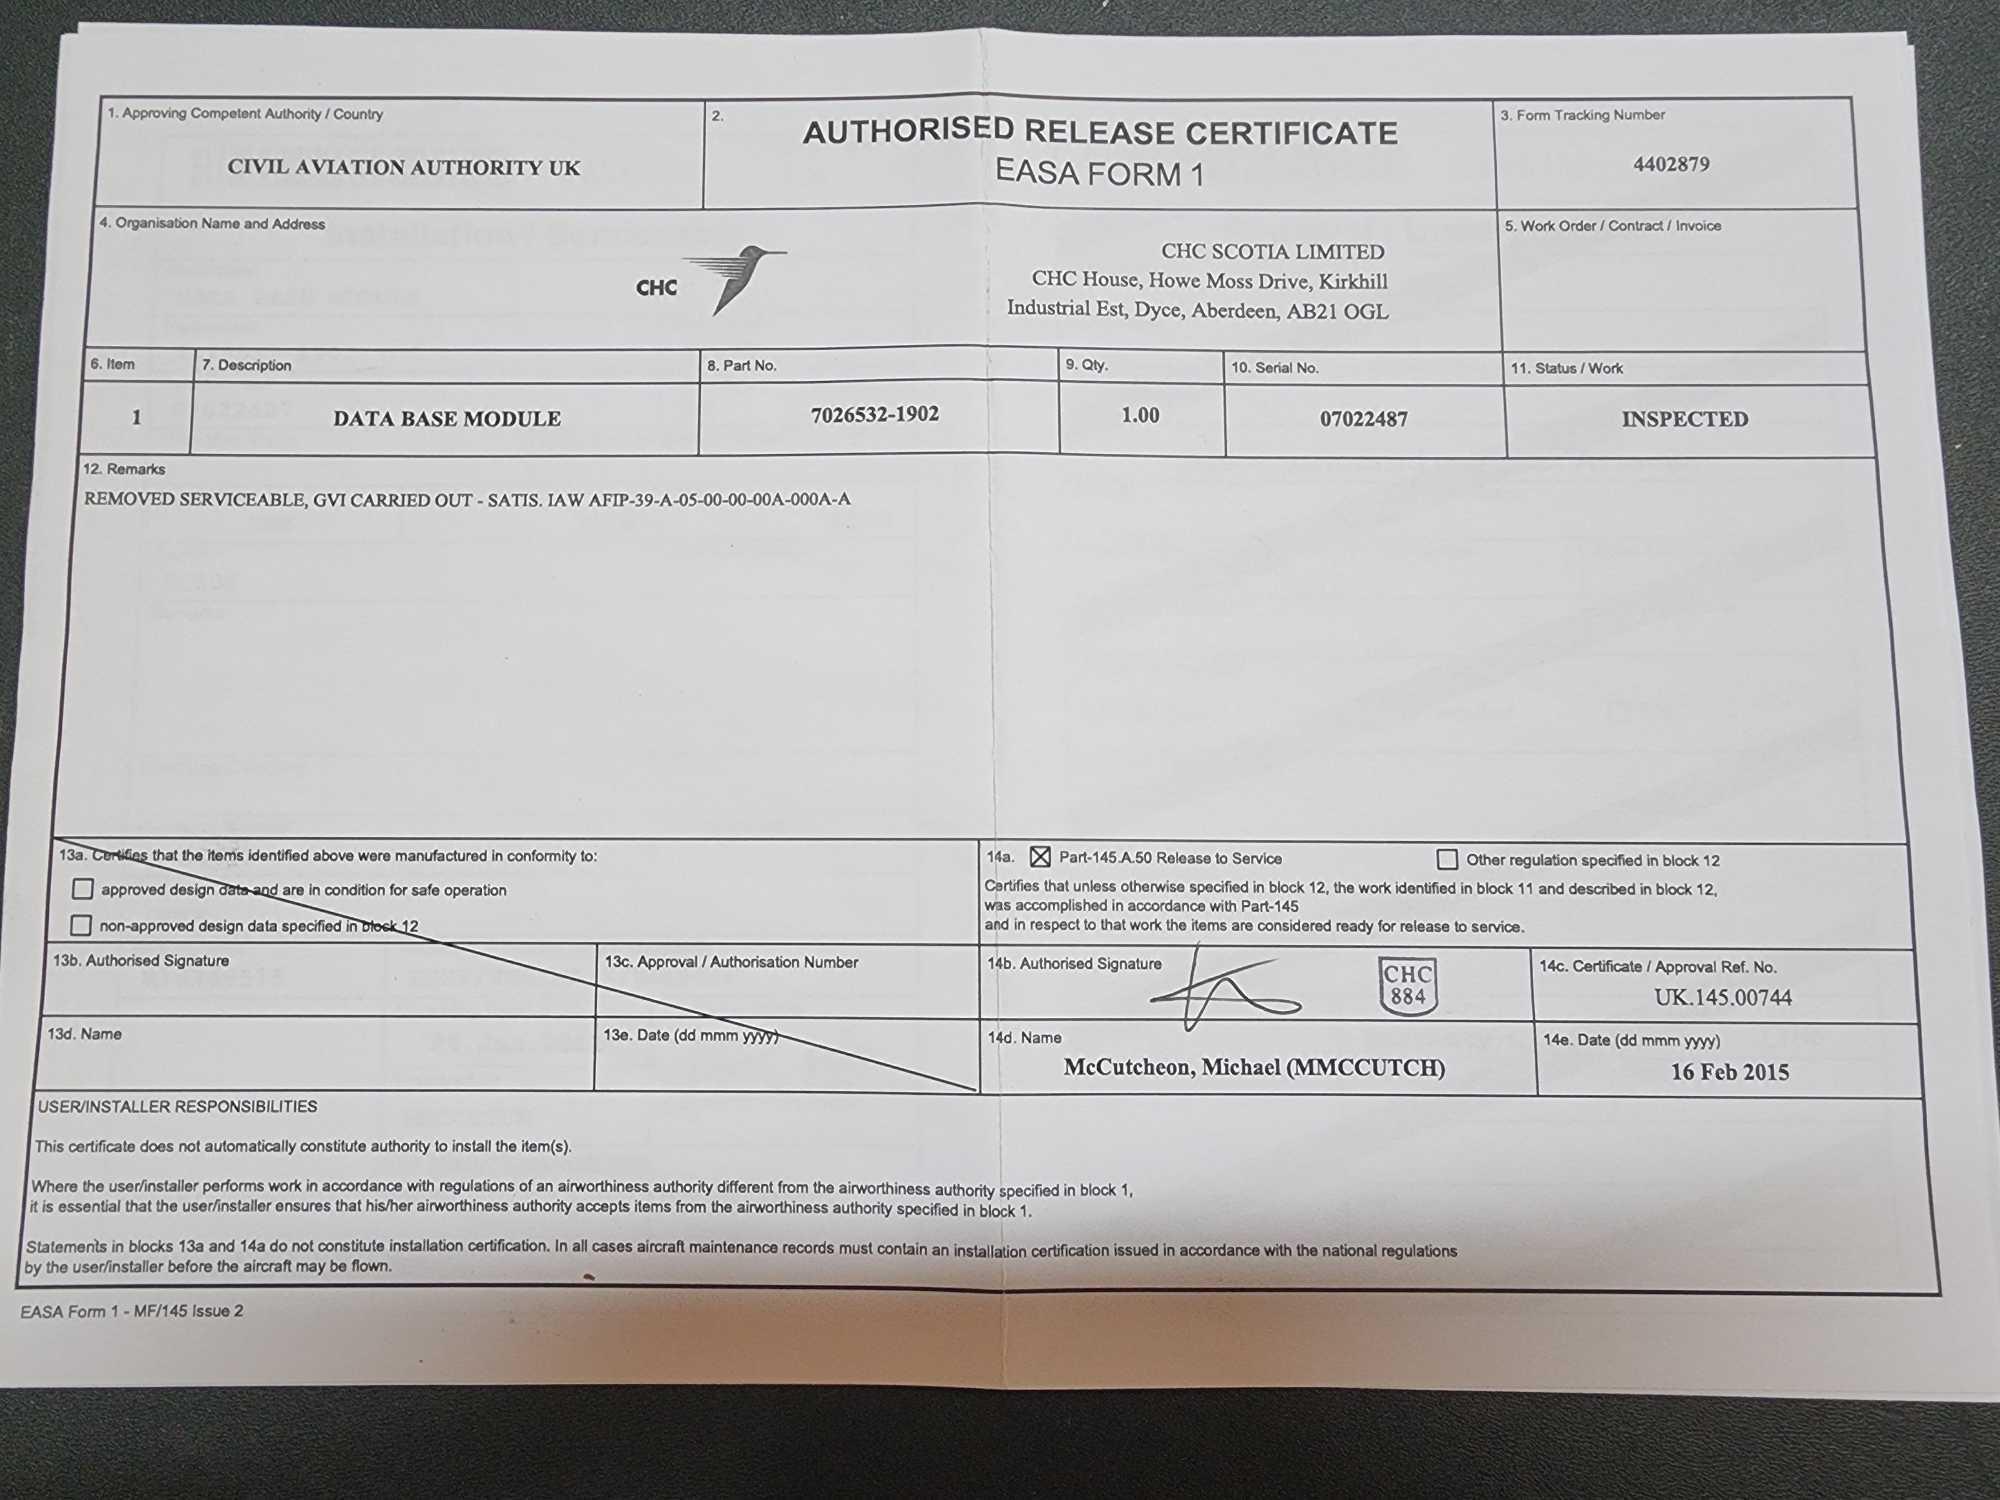 1. Approving Competent Authority / Country
CIVIL AVIATION AUTHORITY UK
2.
AUTHORISED RELEASE CERTIFICATE
EASA FORM 1
3. Form Tracking Number
4402879
4. Organisation Name and Address
CHC
CHC SCOTIA LIMITED
CHC House, Howe Moss Drive, Kirkhill
Industrial Est, Dyce, Aberdeen, AB21 OGL
5. Work Order / Contract / Invoice
6. Item
7. Description
8. Part No.
9. Qty.
10. Serial No.
11. Status / Work
1
DATA BASE MODULE
7026532-1902
1.00
07022487
INSPECTED
12. Remarks
REMOVED SERVICEABLE, GVI CARRIED OUT - SATIS. IAW AFIP-39-A-05-00-00-00A-000A-A
13a. Certifies that the items identified above were manufactured in conformity to:
approved design data and are in condition for safe operation
non-approved design data specified in block 12
14a. Part-145.A.50 Release to Service
Other regulation specified in block 12
Certifies that unless otherwise specified in block 12, the work identified in block 11 and described in block 12,
was accomplished in accordance with Part-145
and in respect to that work the items are considered ready for release to service.
13b. Authorised Signature
13c. Approval / Authorisation Number
14b. Authorised Signature
CHC
884
14c. Certificate / Approval Ref. No.
UK.145.00744
13d. Name
13e. Date (dd mmm yyyy)
14d. Name
McCutcheon, Michael (MMCCUTCH)
14e. Date (dd mmm yyyy)
16 Feb 2015
USER/INSTALLER RESPONSIBILITIES
This certificate does not automatically constitute authority to install the item(s).
Where the user/installer performs work in accordance with regulations of an airworthiness authority different from the airworthiness authority specified in block 1,
it is essential that the user/installer ensures that his/her airworthiness authority accepts items from the airworthiness authority specified in block 1.
Statements in blocks 13a and 14a do not constitute installation certification. In all cases aircraft maintenance records must contain an installation certification issued in accordance with the national regulations
by the user/installer before the aircraft may be flown.
EASA Form 1 - MF/145 Issue 2